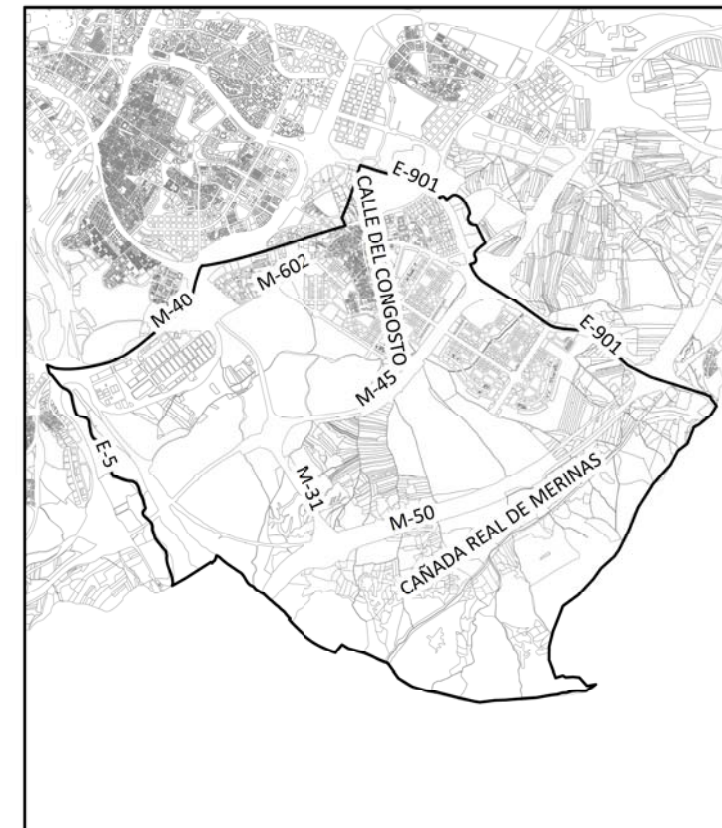 E-901
CALLE DEL CONGOSTO
M-602
M-40
E-901
M-45
E-5
M-31
M-50
CAÑADA REAL DE MERINAS